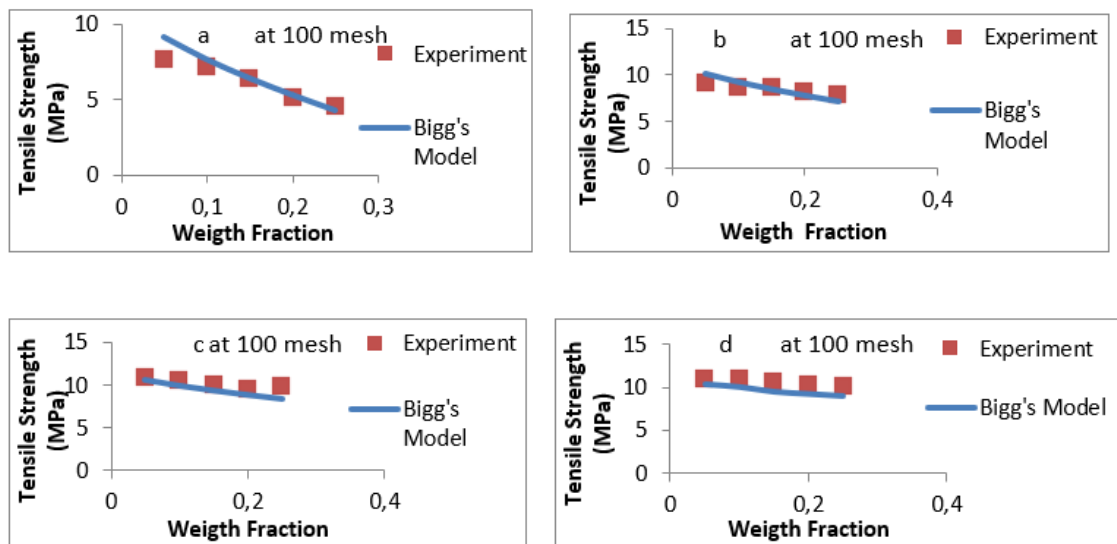 10
5
0
Tensile Strength
(MPa)
a
at 100 mesh
Experiment
Bigg's
Model
0
0,1
0,2
0,3
Weigth Fraction
15
10
5
0
Tensile Strength
(MPa)
b
at 100 mesh
Experiment
Bigg's
Model
0
0,2
0,4
Weigth Fraction
15
10
5
0
Tensile Strength
(MPa)
c at 100 mesh
Experiment
Bigg's
Model
0
0,2
0,4
Weigth Fraction
15
10
5
0
Tensile Strength
(MPa)
d
at 100 mesh
Experiment
Bigg's Model
0
0,2
0,4
Weigth Fraction